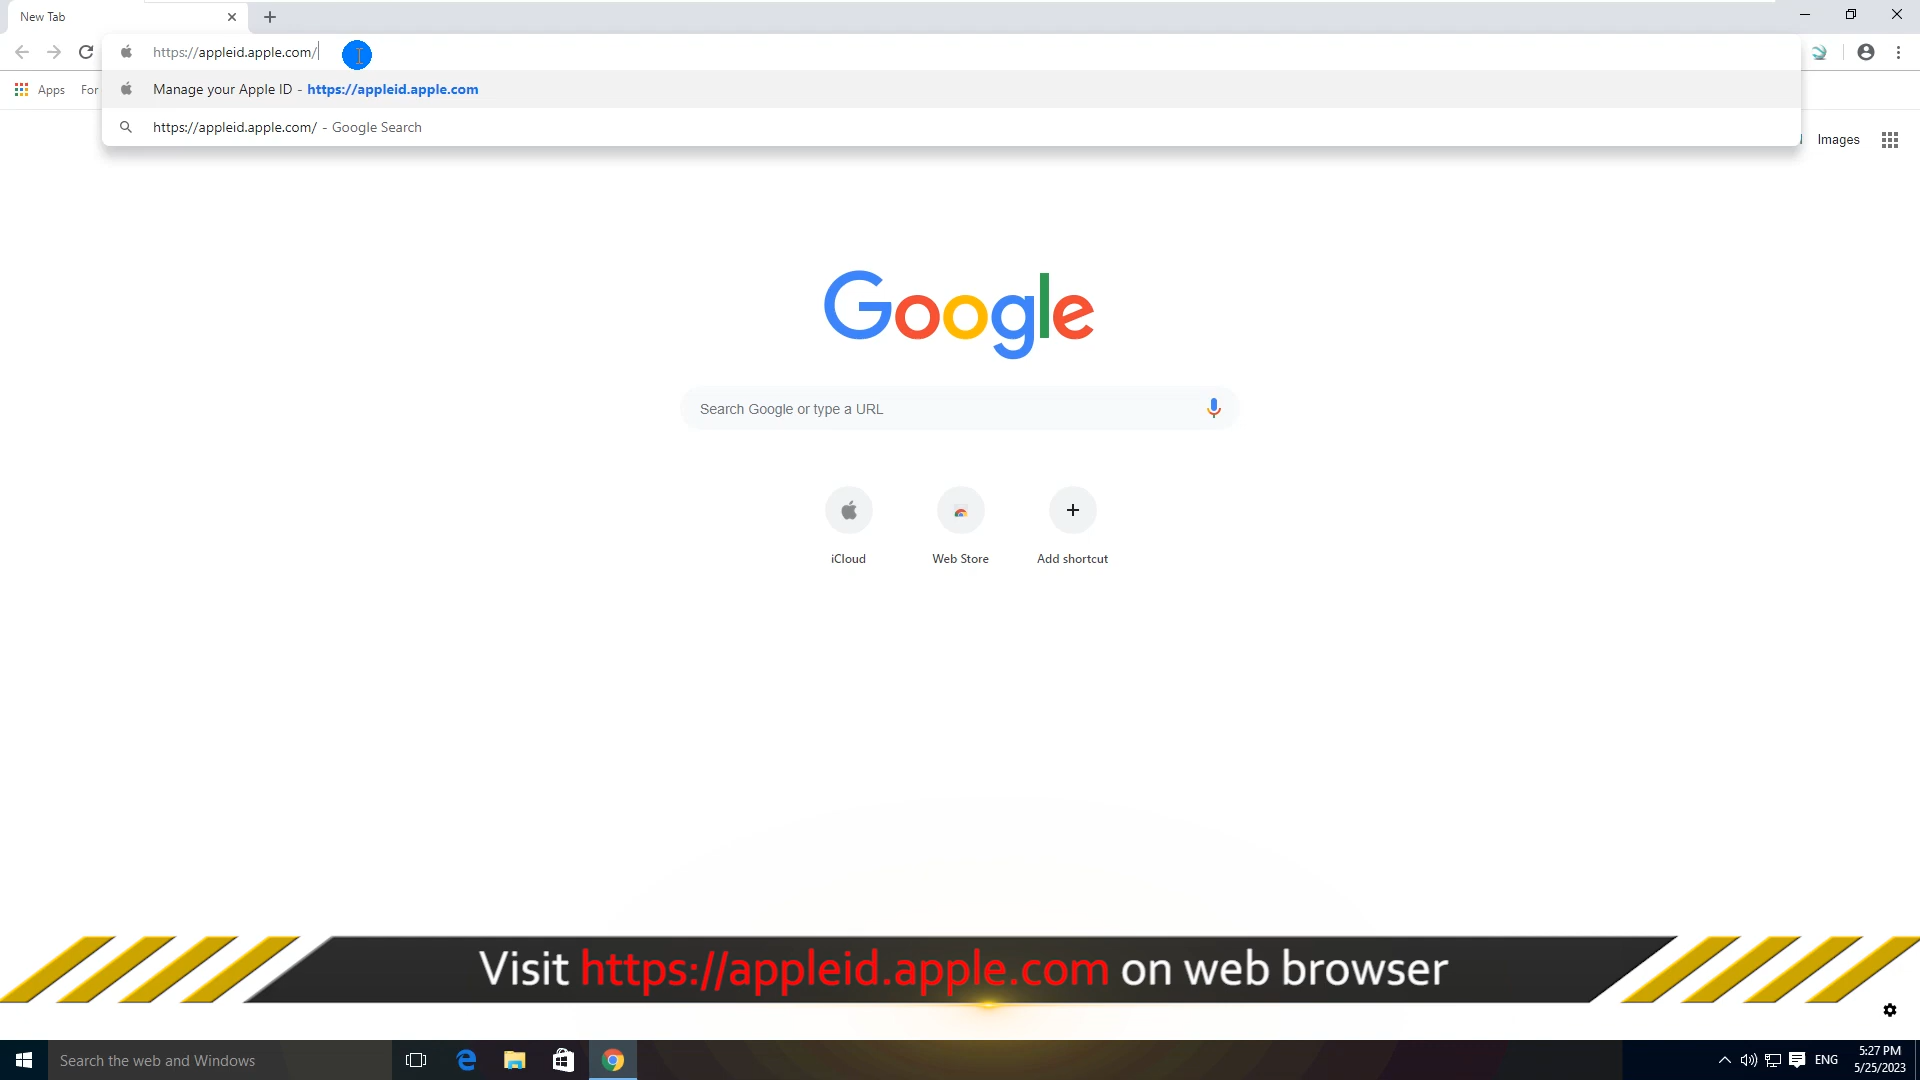 New Tab
https://appleid.apple.com/
Apps For
Manage your Apple ID - https://appleid.apple.com
https://appleid.apple.com/ - Google Search
Images
Google
Search Google or type a URL
iCloud
Web Store
Add shortcut
Visit https://appleid.apple.com on web browser
Search the web and Windows
ENG
5:27 PM
5/25/2023